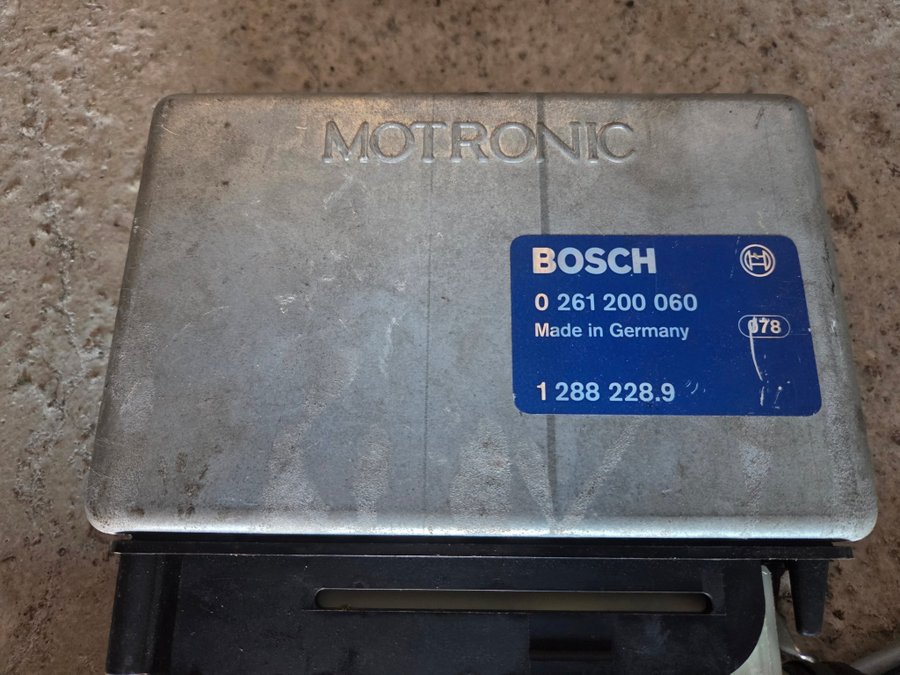 MOTRONIC
BOSCH
0 261 200 060
Made in Germany 078
1 288 228.9